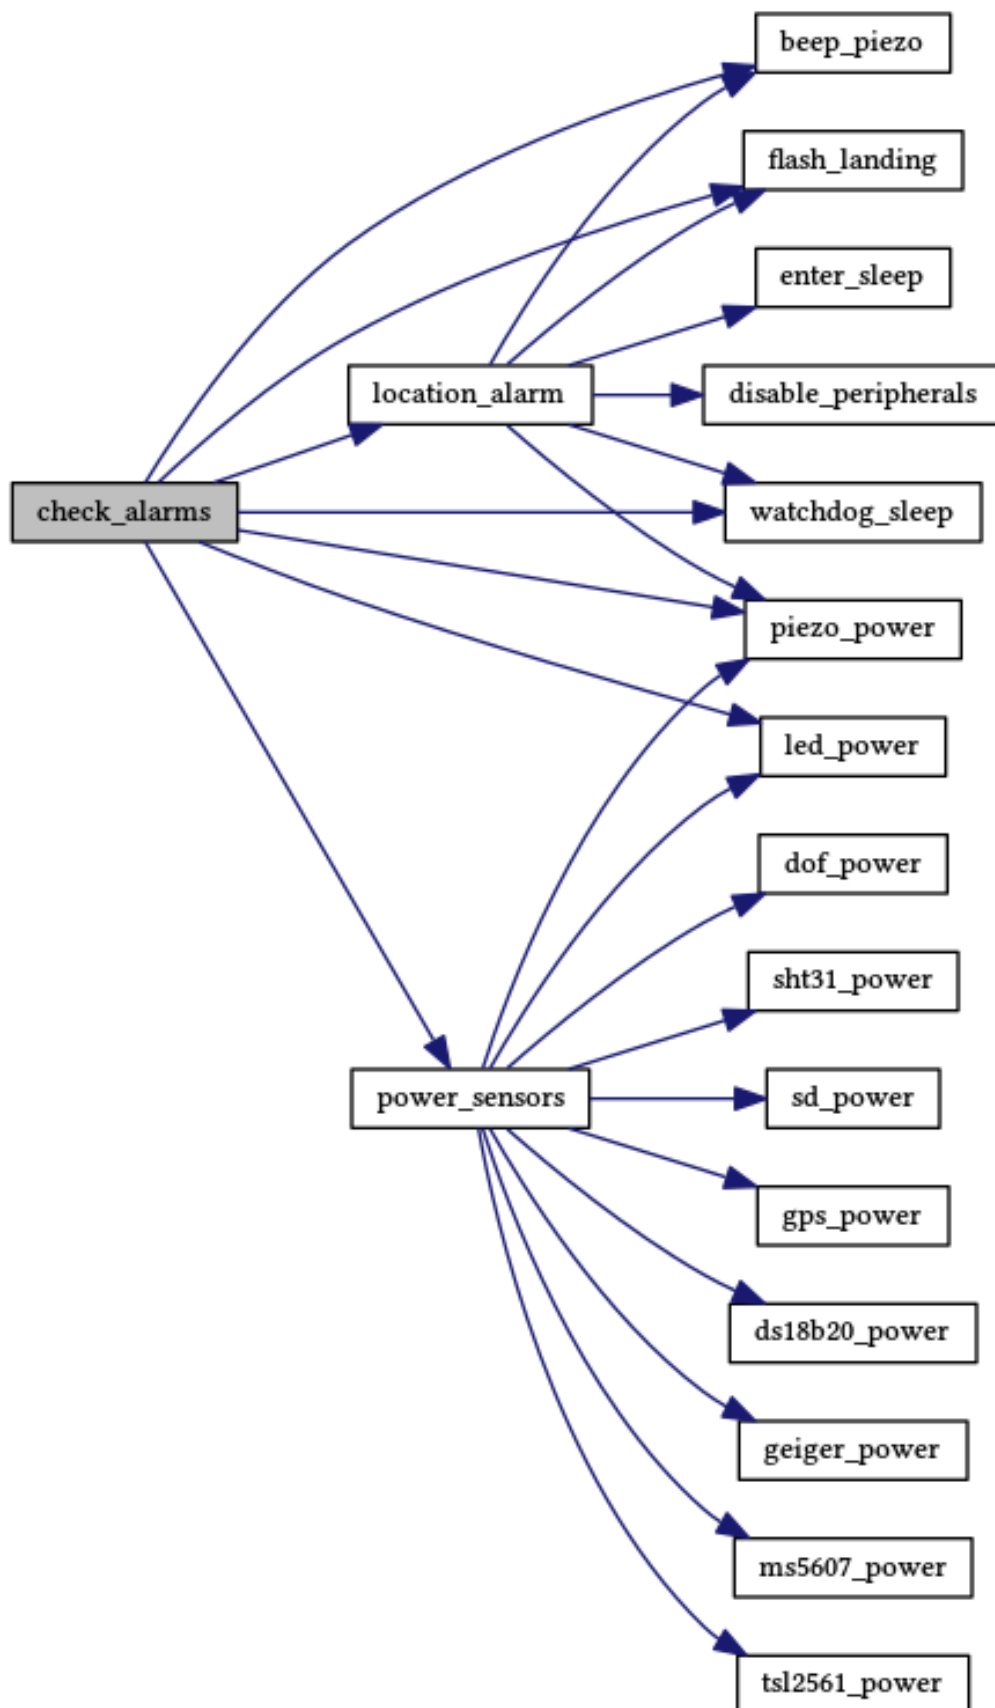 beep_piezo
flash_landing
enter_sleep
location_alarm
disable_peripherals
check_alarms
watchdog_sleep
piezo_power
led_power
dof_power
sht31_power
power_sensors
sd_power
gps_power
ds18b20_power
geiger_power
ms5607_power
tsl2561_power